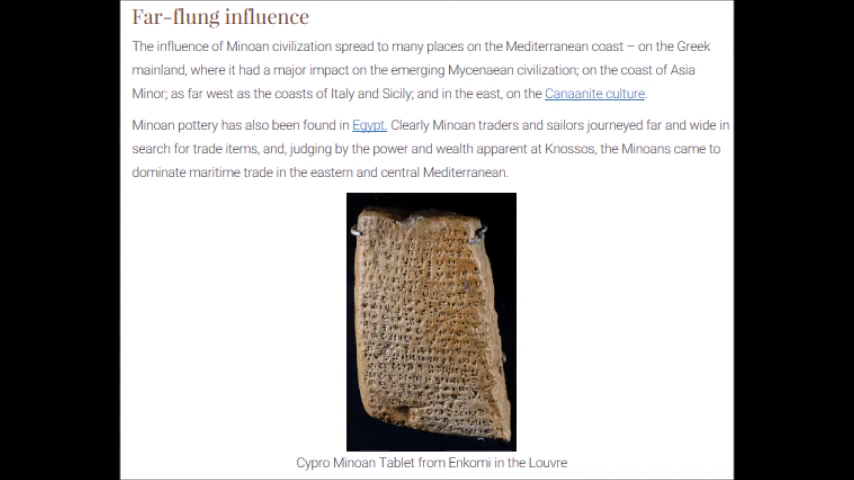 Far-flung influence
The influence of Minoan civilization spread to many places on the Mediterranean coast – on the Greek
mainland, where it had a major impact on the emerging Mycenaean civilization; on the coast of Asia
Minor; as far west as the coasts of Italy and Sicily; and in the east, on the Canaanite culture.
Minoan pottery has also been found in Egypt. Clearly Minoan traders and sailors journeyed far and wide in
search for trade items, and, judging by the power and wealth apparent at Knossos, the Minoans came to
dominate maritime trade in the eastern and central Mediterranean.
Cypro Minoan Tablet from Enkomi in the Louvre